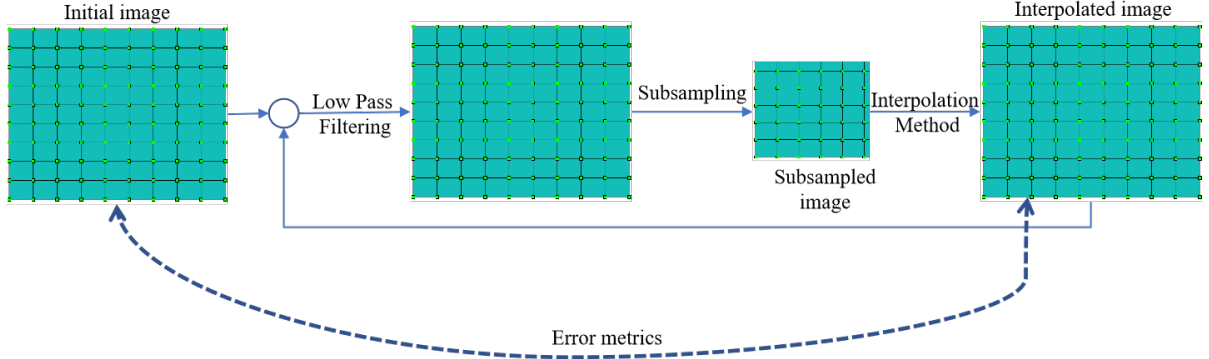 Initial image
Interpolated image
Low Pass
Filtering
Subsampling
Interpolation
Method
Subsampled
image
Error metrics